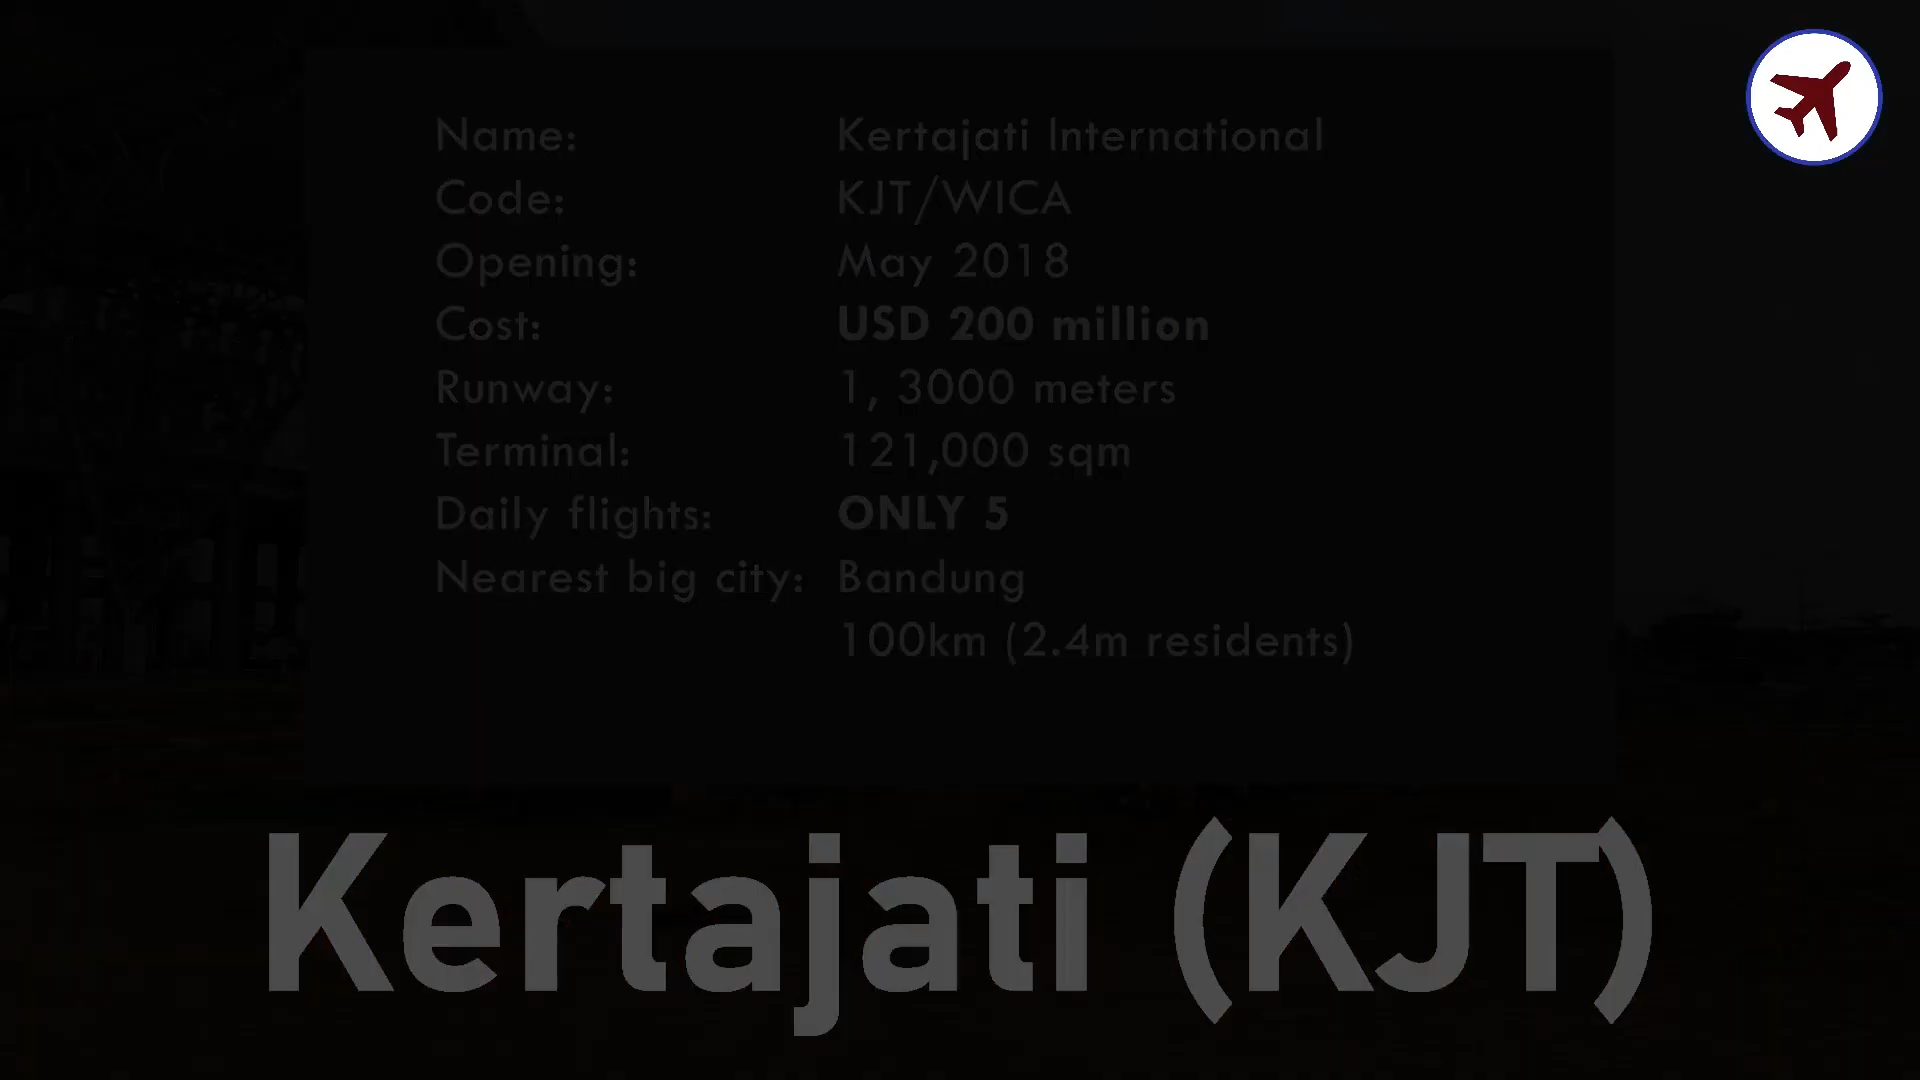 Name: Kertajati International
Code: KJT/WICA
Opening: May 2018
Cost: USD 200 million
Runway: 1, 3000 meters
Terminal: 121,000 sqm
Daily flights: ONLY 5
Nearest big city: Bandung
100km (2.4m residents)
Kertajati (KJT)